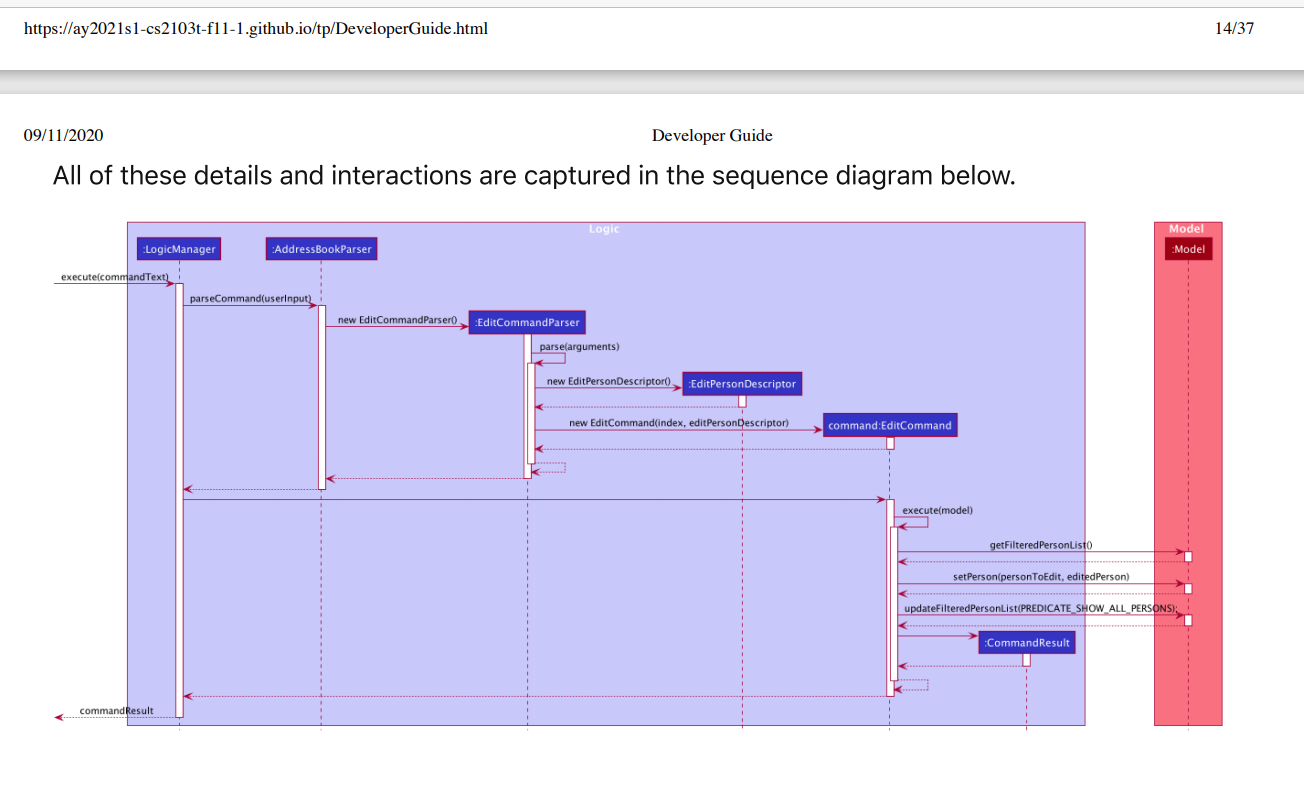 https://ay2021s1-cs2103t-f11-1.github.io/tp/DeveloperGuide.html 14/37
09/11/2020 Developer Guide
All of these details and interactions are captured in the sequence diagram below.
Logic Model
:LogicManager :AddressBookParser :Model
execute(commandText)
parseCommand(userInput)
new EditCommandParser() :EditCommandParser
parse(arguments)
new EditPersonDescriptor() :EditPersonDescriptor
new EditCommand(index, editPersonDescriptor) command:EditCommand
execute(model)
getFilteredPersonList()
setPerson(personToEdit, editedPerson)
updateFilteredPersonList(PREDICATE_SHOW_ALL_PERSONS);
:CommandResult
commandResult